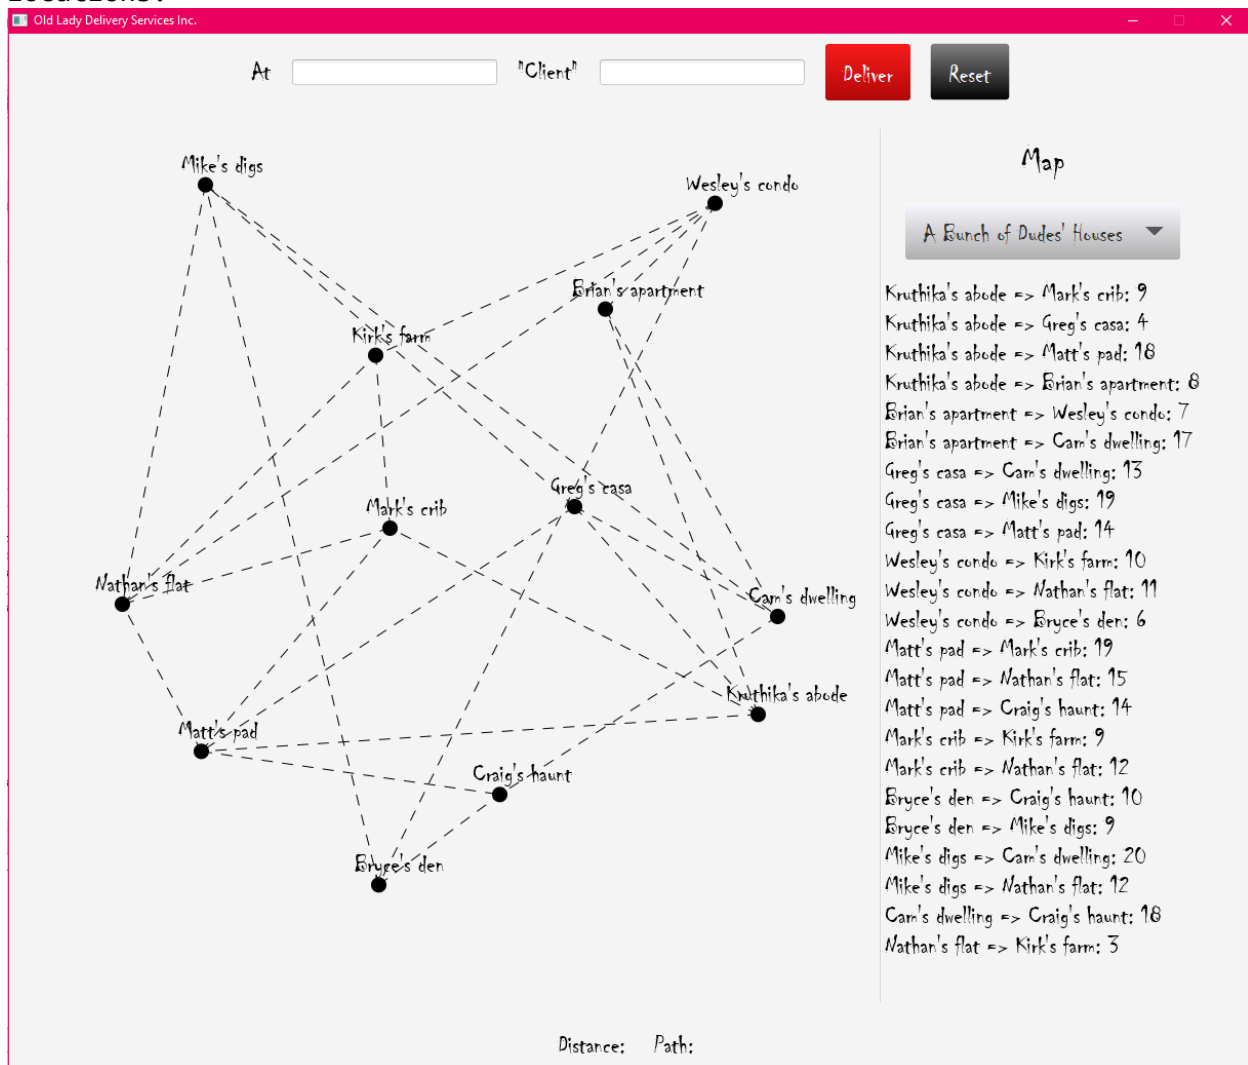 Old Lady Delivery Services Inc.
At "Client" Deliver Reset
Mike's digs
Wesley's condo
Brian's apartment
Kirk's farm
Greg's casa
Mark's crib
Nathan's flat
Cam's dwelling
Kruthika's abode
Matt's pad
Craig's haunt
Bryce's den
Map
A Bunch of Dudes' Houses
Kruthika's abode => Mark's crib: 9
Kruthika's abode => Greg's casa: 4
Kruthika's abode => Matt's pad: 18
Kruthika's abode => Brian's apartment: 8
Brian's apartment => Wesley's condo: 7
Brian's apartment => Cam's dwelling: 17
Greg's casa => Cam's dwelling: 13
Greg's casa => Mike's digs: 19
Greg's casa => Matt's pad: 14
Wesley's condo => Kirk's farm: 10
Wesley's condo => Nathan's flat: 11
Wesley's condo => Bryce's den: 6
Matt's pad => Mark's crib: 19
Matt's pad => Nathan's flat: 15
Matt's pad => Craig's haunt: 14
Mark's crib => Kirk's farm: 9
Mark's crib => Nathan's flat: 12
Bryce's den => Craig's haunt: 10
Bryce's den => Mike's digs: 9
Mike's digs => Cam's dwelling: 20
Mike's digs => Nathan's flat: 12
Cam's dwelling => Craig's haunt: 18
Nathan's flat => Kirk's farm: 3
Distance: Path: